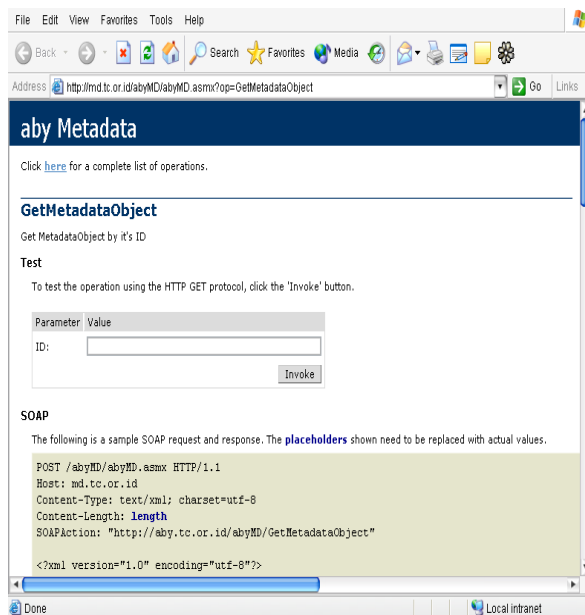 File Edit View Favorites Tools Help
Back Search Favorites Media
Address http://md.tc.or.id/abyMD/abyMD.asmx?op=GetMetadataObject Go Links
aby Metadata
Click here for a complete list of operations.
GetMetadataObject
Get MetadataObject by it's ID
Test
To test the operation using the HTTP GET protocol, click the 'Invoke' button.
Parameter Value
ID:
Invoke
SOAP
The following is a sample SOAP request and response. The placeholders shown need to be replaced with actual values.
POST /abyMD/abyMD.asmx HTTP/1.1
Host: md.tc.or.id
Content-Type: text/xml; charset=utf-8
Content-Length: length
SOAPAction: "http://aby.tc.or.id/abyMD/GetMetadataObject"
<?xml version="1.0" encoding="utf-8"?>
Done Local intranet